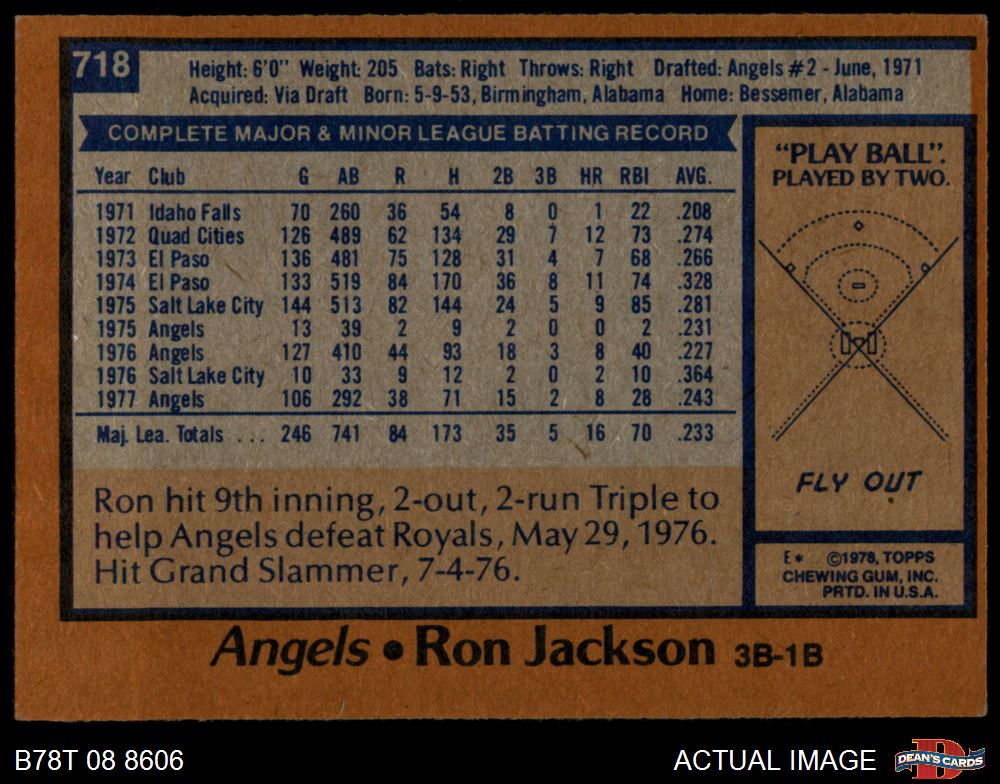 718
Height: 6'0" Weight: 205 Bats: Right Throws: Right Drafted: Angels #2 - June, 1971
Acquired: Via Draft Born: 5-9-53, Birmingham, Alabama Home: Bessemer, Alabama
COMPLETE MAJOR & MINOR LEAGUE BATTING RECORD
Year Club G AB R H 2B 3B HR RBI AVG.
1971 Idaho Falls 70 260 36 54 8 0 1 22 .208
1972 Quad Cities 126 489 62 134 29 7 12 73 .274
1973 El Paso 136 481 75 128 31 4 7 68 .266
1974 El Paso 133 519 84 170 36 8 11 74 .328
1975 Salt Lake City 144 513 82 144 24 5 9 85 .281
1975 Angels 13 39 2 9 2 0 0 2 .231
1976 Angels 127 410 44 93 18 3 8 40 .227
1976 Salt Lake City 10 33 9 12 2 0 2 10 .364
1977 Angels 106 292 38 71 15 2 8 28 .243
Maj. Lea. Totals ... 246 741 84 173 35 5 16 70 .233
Ron hit 9th inning, 2-out, 2-run Triple to
help Angels defeat Royals, May 29, 1976.
Hit Grand Slammer, 7-4-76.
"PLAY BALL".
PLAYED BY TWO.
FLY OUT
E* ©1978, TOPPS
CHEWING GUM, INC.
PRTD. IN U.S.A.
Angels • Ron Jackson 3B-1B
B78T 08 8606
ACTUAL IMAGE
DEAN'S CARDS